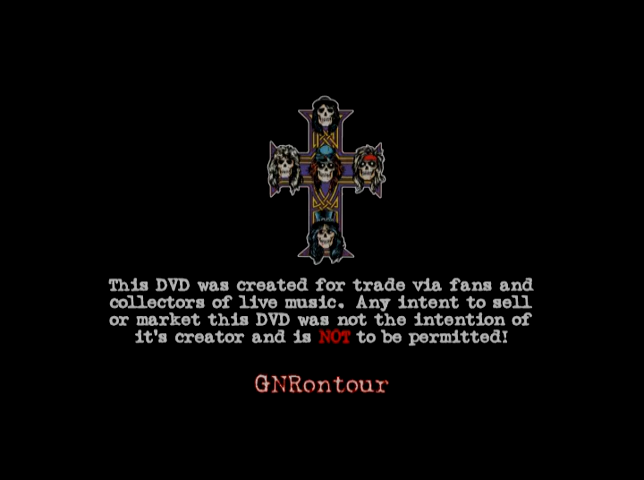 This DVD was created for trade via fans and
collectors of live music. Any intent to sell
or market this DVD was not the intention of
it's creator and is NOT to be permitted!
GNRontour